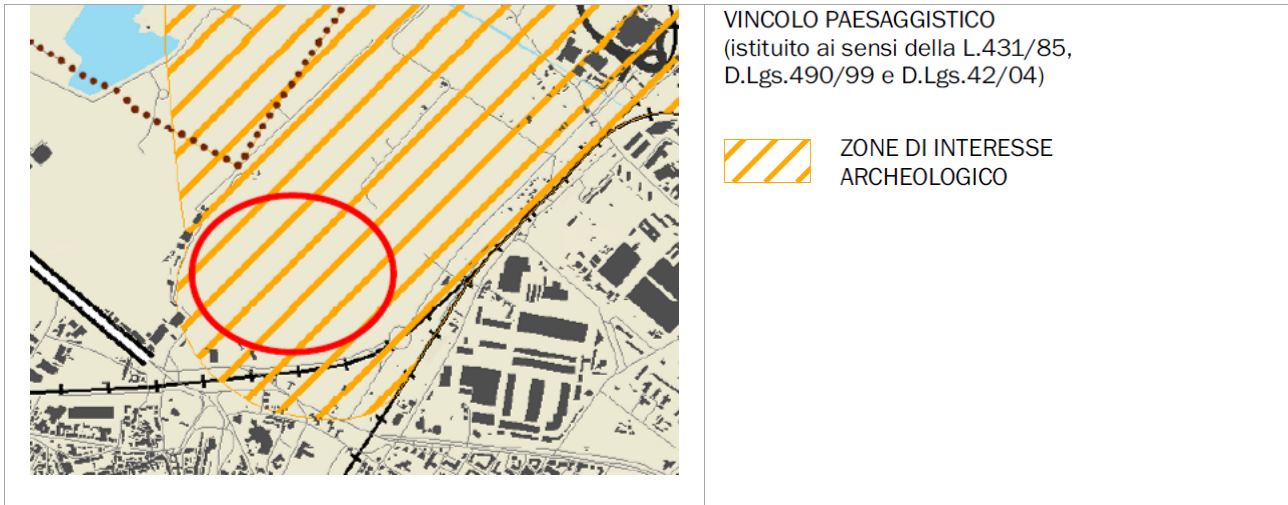 VINCOLO PAESAGGISTICO
(istituito ai sensi della L.431/85,
D.Lgs.490/99 e D.Lgs.42/04)
ZONE DI INTERESSE
ARCHEOLOGICO